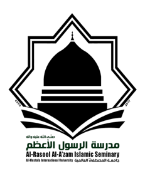 مدرسة الرسول الأعظم
Al-Rasool Al-A'zam Islamic Seminary
Al-Mustafa International University جامعة المصطفى العالمية